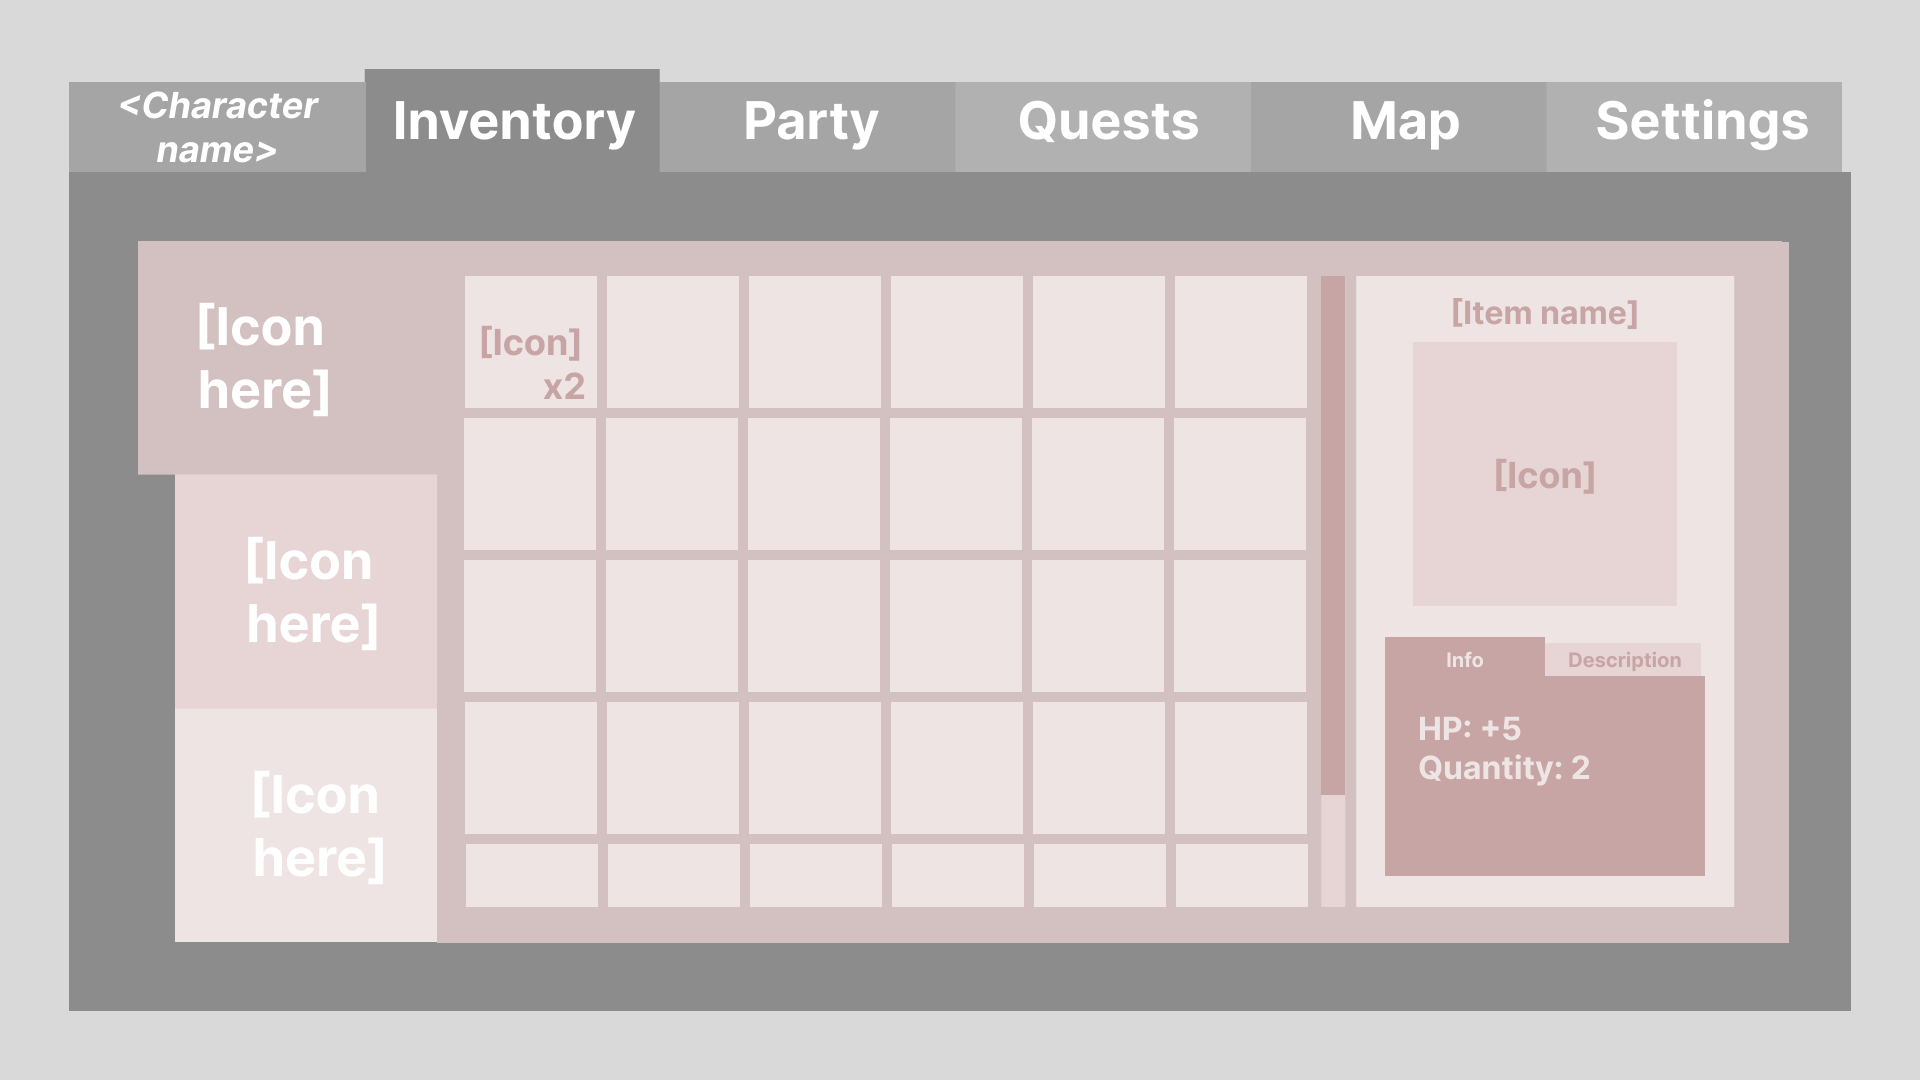 <Character
name>
Inventory
Party
Quests
Map
Settings
[Icon
here]
[Icon
here]
[Icon
here]
[Icon]
x2
[Item name]
[Icon]
Info
Description
HP: +5
Quantity: 2